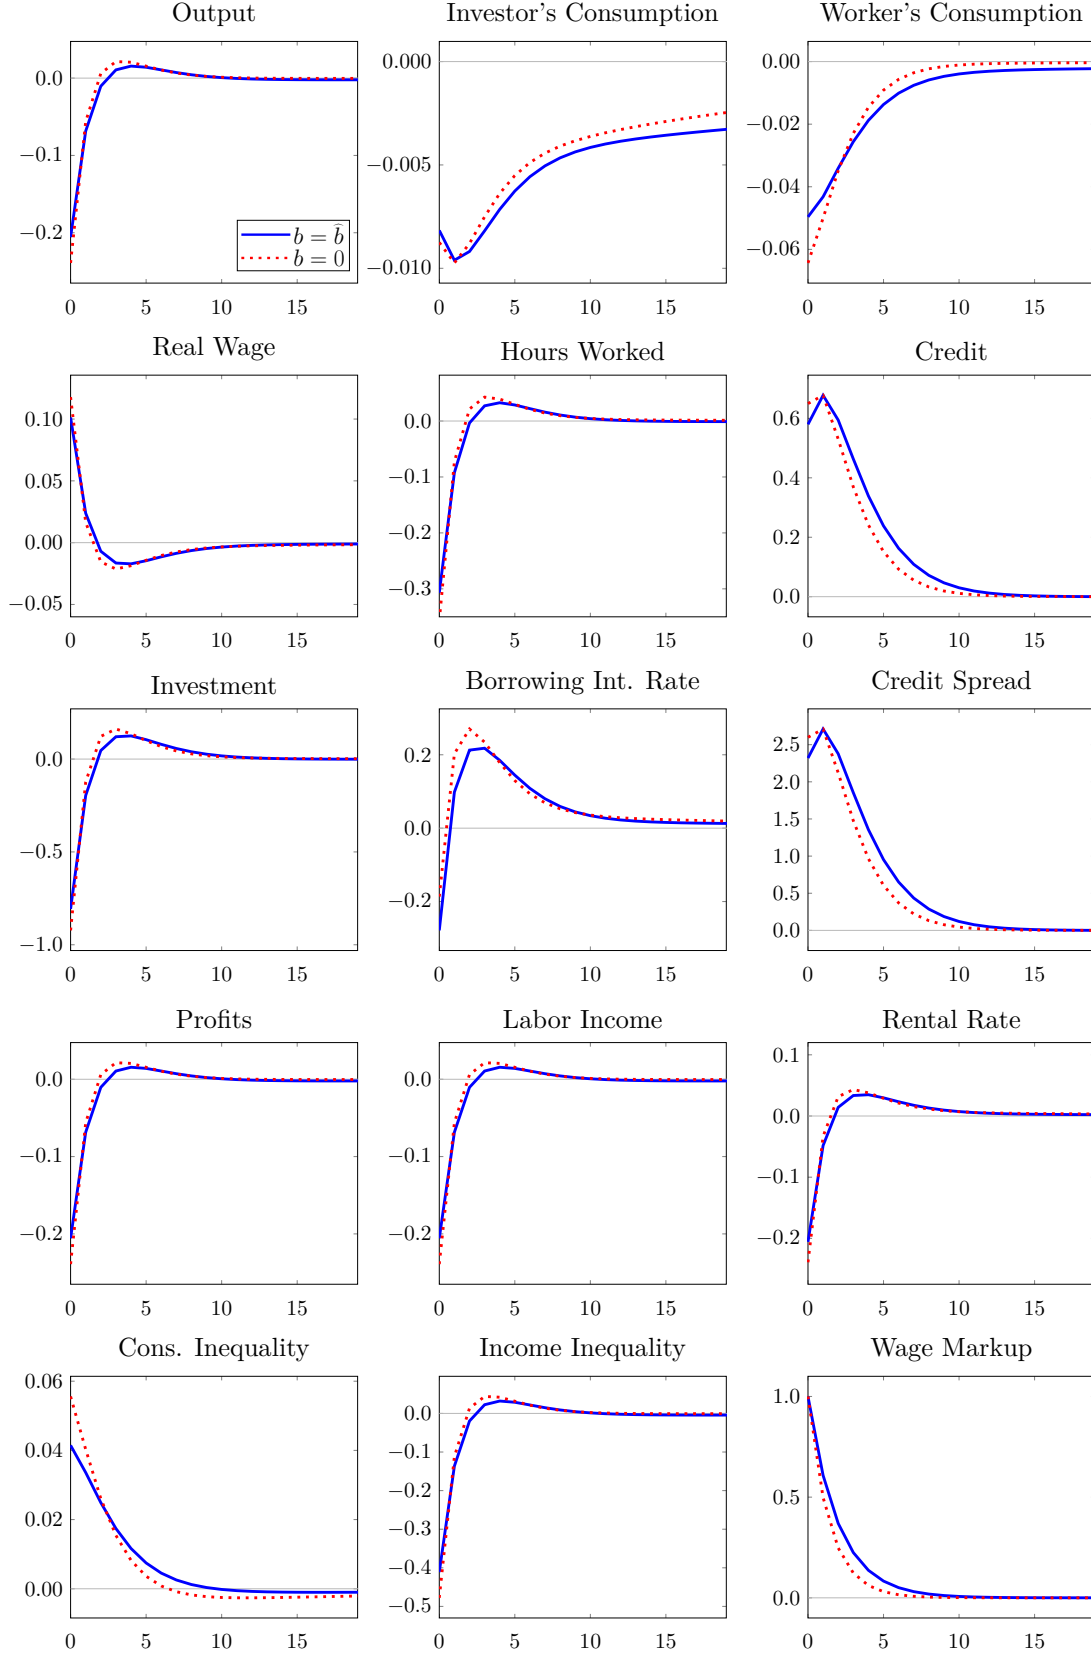 Output
Investor's Consumption
Worker's Consumption
0.0
−0.1
−0.2
b = b̂
b = 0
0 5 10 15
0.000
−0.005
−0.010
0 5 10 15
0.00
−0.02
−0.04
−0.06
0 5 10 15
Real Wage
Hours Worked
Credit
0.10
0.05
0.00
−0.05
0 5 10 15
0.0
−0.1
−0.2
−0.3
0 5 10 15
0.6
0.4
0.2
0.0
0 5 10 15
Investment
Borrowing Int. Rate
Credit Spread
0.0
−0.5
−1.0
0 5 10 15
0.2
0.0
−0.2
0 5 10 15
2.5
2.0
1.5
1.0
0.5
0.0
0 5 10 15
Profits
Labor Income
Rental Rate
0.0
−0.1
−0.2
0 5 10 15
0.0
−0.1
−0.2
0 5 10 15
0.1
0.0
−0.1
−0.2
0 5 10 15
Cons. Inequality
Income Inequality
Wage Markup
0.06
0.04
0.02
0.00
0 5 10 15
0.0
−0.1
−0.2
−0.3
−0.4
−0.5
0 5 10 15
1.0
0.5
0.0
0 5 10 15